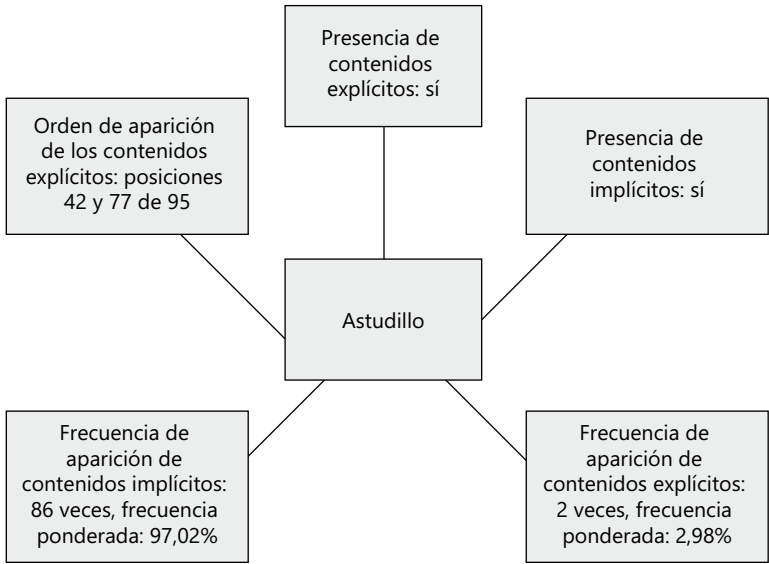 Presencia de
contenidos
explícitos: sí
Orden de aparición
de los contenidos
explícitos: posiciones
42 y 77 de 95
Presencia de
contenidos
implícitos: sí
Astudillo
Frecuencia de
aparición de
contenidos implícitos:
86 veces, frecuencia
ponderada: 97,02%
Frecuencia de
aparición de
contenidos explícitos:
2 veces, frecuencia
ponderada: 2,98%